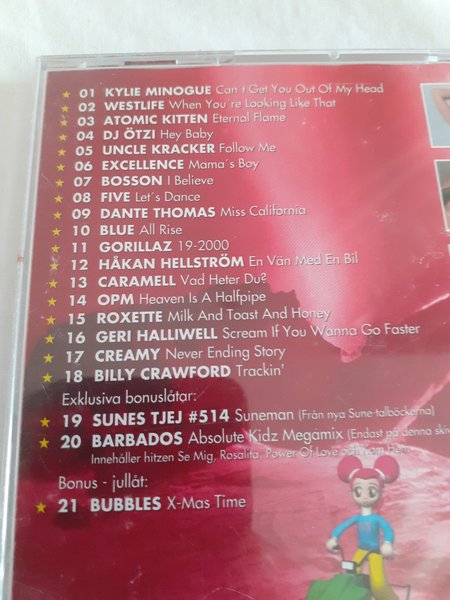 01 KYLIE MINOGUE Can´t Get You Out Of My Head
02 WESTLIFE When You´re Looking Like That
03 ATOMIC KITTEN Eternal Flame
04 DJ ÖTZI Hey Baby
05 UNCLE KRACKER Follow Me
06 EXCELLENCE Mama´s Boy
07 BOSSON I Believe
08 FIVE Let´s Dance
09 DANTE THOMAS Miss California
10 BLUE All Rise
11 GORILLAZ 19-2000
12 HÅKAN HELLSTRÖM En Vän Med En Bil
13 CARAMELL Vad Heter Du?
14 OPM Heaven Is A Halfpipe
15 ROXETTE Milk And Toast And Honey
16 GERI HALLIWELL Scream If You Wanna Go Faster
17 CREAMY Never Ending Story
18 BILLY CRAWFORD Trackin'
Exklusiva bonuslåtar:
19 SUNES TJEJ #514 Suneman (Från nya Sune-talböckerna)
20 BARBADOS Absolute Kidz Megamix (Endast på denna skiv
Innehåller hitzen Se Mig, Rosalita, Power Of Love och Kom Hem
Bonus - jullåt:
21 BUBBLES X-Mas Time